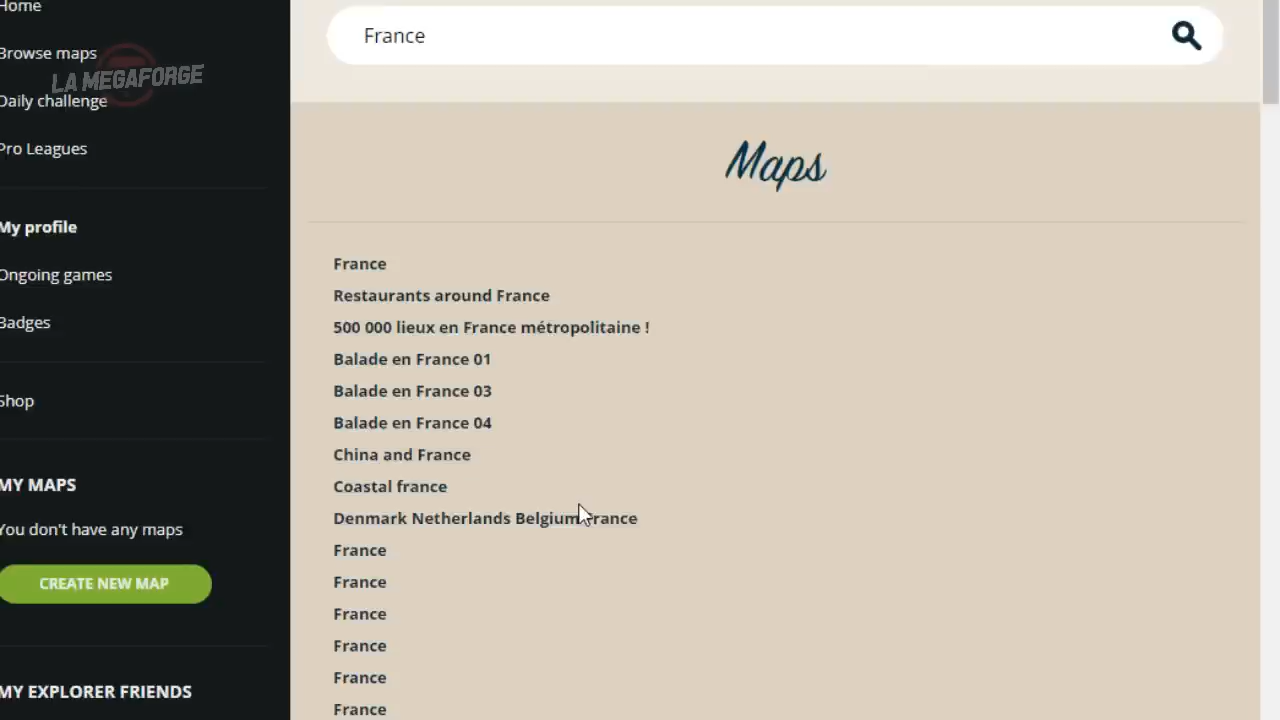 Home
Browse maps
LA MEGAFORGE
Daily challenge
Pro Leagues
My profile
Ongoing games
Badges
Shop
MY MAPS
You don't have any maps
CREATE NEW MAP
MY EXPLORER FRIENDS
France
Maps
France
Restaurants around France
500 000 lieux en France métropolitaine !
Balade en France 01
Balade en France 03
Balade en France 04
China and France
Coastal france
Denmark Netherlands Belgium France
France
France
France
France
France
France